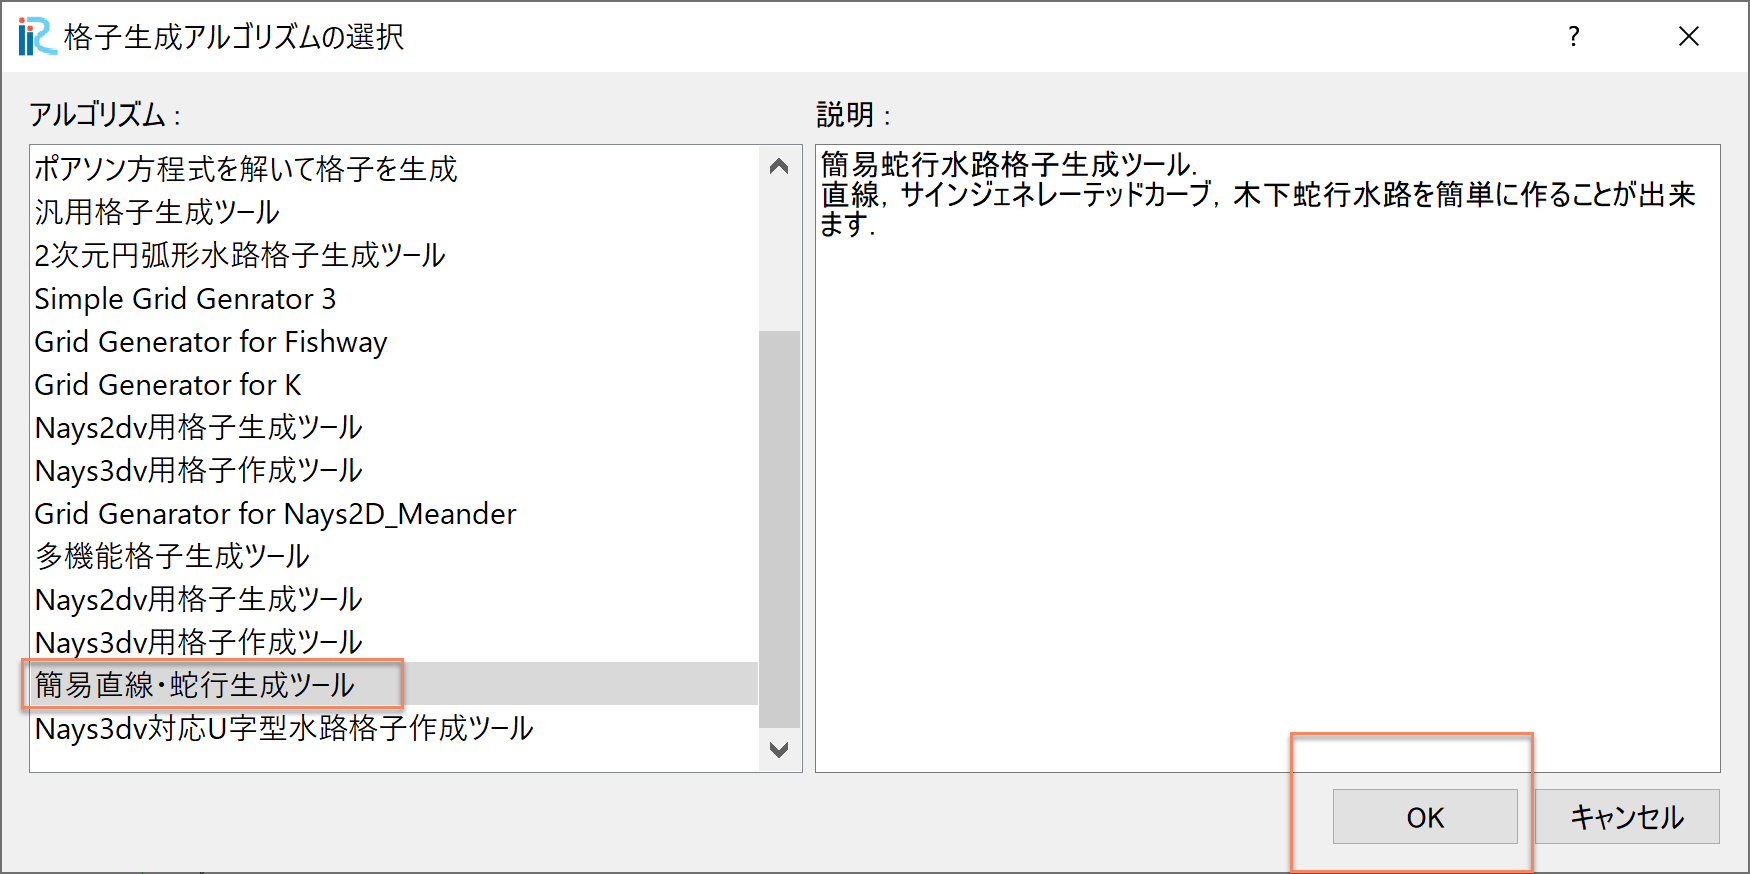 iRIC 格子生成アルゴリズムの選択
?
アルゴリズム :
ポアソン方程式を解いて格子を生成
汎用格子生成ツール
2次元円弧形水路格子生成ツール
Simple Grid Genrator 3
Grid Generator for Fishway
Grid Generator for K
Nays2dv用格子生成ツール
Nays3dv用格子作成ツール
Grid Genarator for Nays2D_Meander
多機能格子生成ツール
Nays2dv用格子生成ツール
Nays3dv用格子作成ツール
簡易直線・蛇行生成ツール
Nays3dv対応U字型水路格子作成ツール
説明 :
簡易蛇行水路格子生成ツール.
直線, サインジェネレーテッドカーブ, 木下蛇行水路を簡単に作ることが出来
ます.
OK
キャンセル